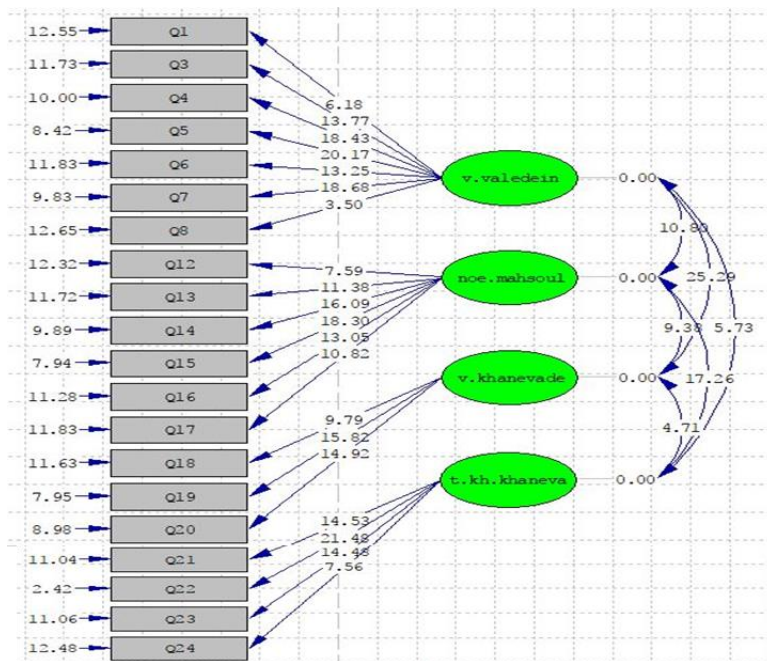 12.55 Q1
11.73 Q3
10.00 Q4
8.42 Q5
11.83 Q6
9.83 Q7
12.65 Q8
12.32 Q12
11.72 Q13
9.89 Q14
7.94 Q15
11.28 Q16
11.83 Q17
11.63 Q18
7.95 Q19
8.98 Q20
11.04 Q21
2.42 Q22
11.06 Q23
12.48 Q24
6.18
13.77
18.43
20.17
13.25
18.68
3.50
7.59
11.38
16.09
18.30
13.05
10.82
9.79
15.82
14.92
14.53
21.48
14.48
7.56
v.valedein 0.00
noe.mahsoul 0.00
v.khanevade 0.00
t.kh.khaneva 0.00
25.29
9.38
5.73
17.26
4.71